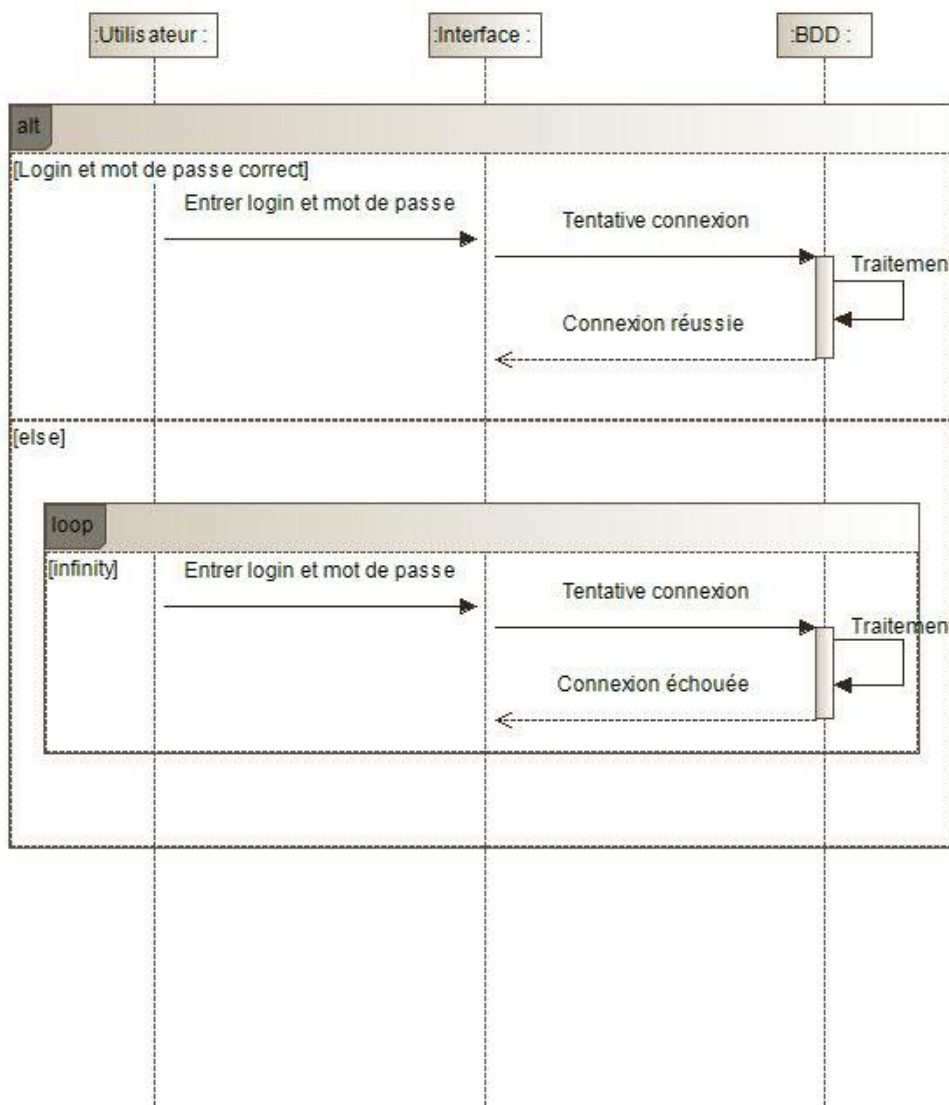 :Utilisateur :
:Interface :
:BDD :
alt
[Login et mot de passe correct]
Entrer login et mot de passe
Tentative connexion
Traitemen
Connexion réussie
[else]
loop
[infinity]
Entrer login et mot de passe
Tentative connexion
Traitemen
Connexion échouée